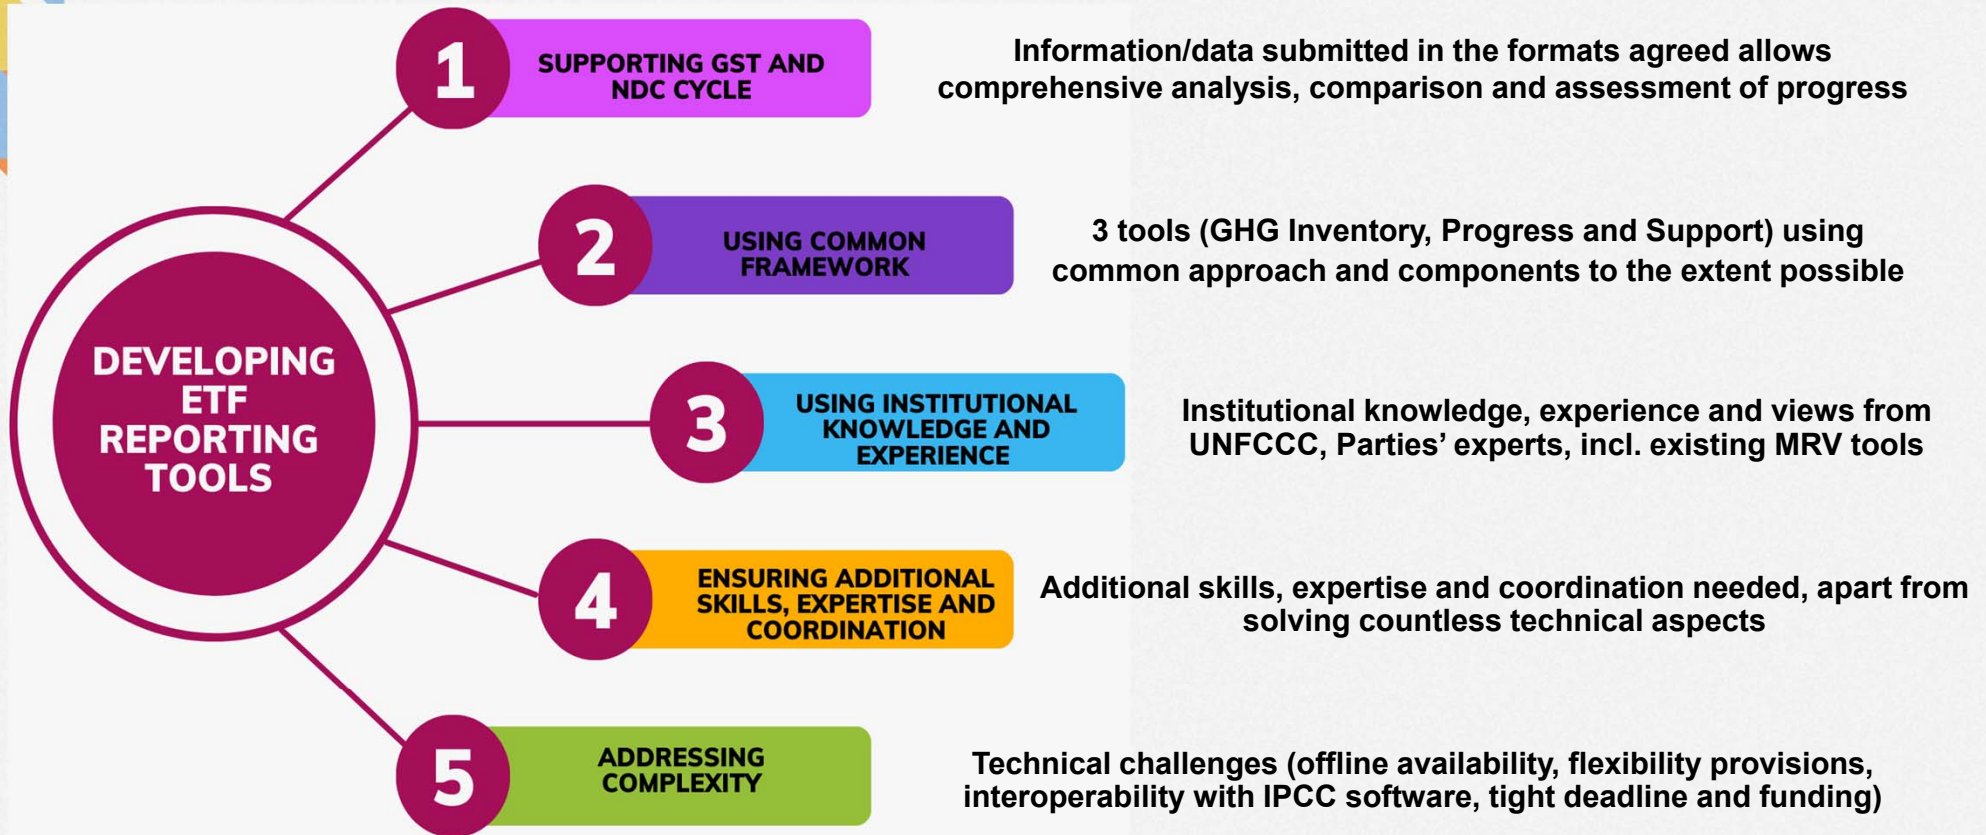 DEVELOPING
ETF
REPORTING
TOOLS
1
SUPPORTING GST AND
NDC CYCLE
Information/data submitted in the formats agreed allows
comprehensive analysis, comparison and assessment of progress
2
USING COMMON
FRAMEWORK
3 tools (GHG Inventory, Progress and Support) using
common approach and components to the extent possible
3
USING INSTITUTIONAL
KNOWLEDGE AND
EXPERIENCE
Institutional knowledge, experience and views from
UNFCCC, Parties’ experts, incl. existing MRV tools
4
ENSURING ADDITIONAL
SKILLS, EXPERTISE AND
COORDINATION
Additional skills, expertise and coordination needed, apart from
solving countless technical aspects
5
ADDRESSING
COMPLEXITY
Technical challenges (offline availability, flexibility provisions,
interoperability with IPCC software, tight deadline and funding)